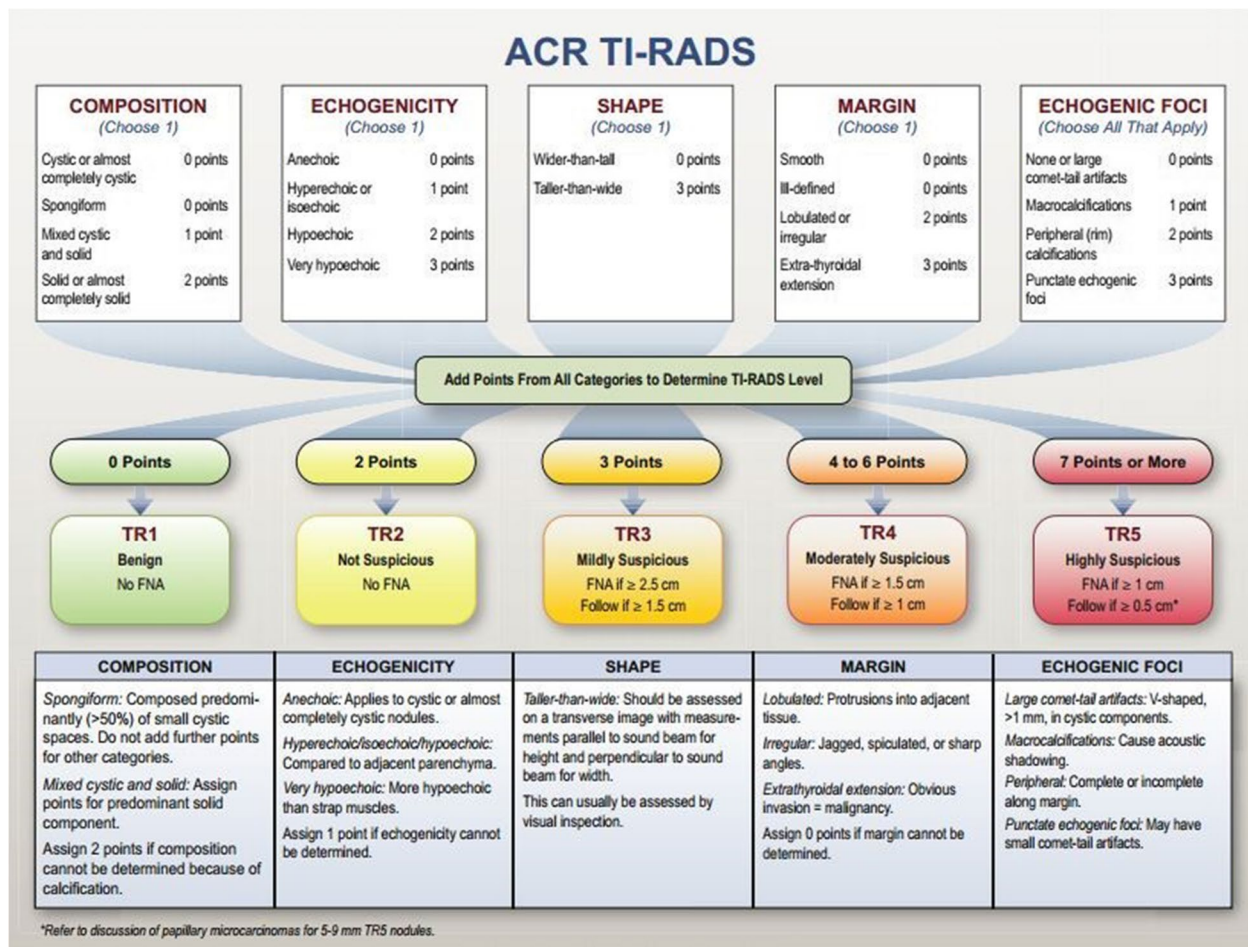 ACR TI-RADS
COMPOSITION
(Choose 1)
Cystic or almost completely cystic 0 points
Spongiform 0 points
Mixed cystic and solid 1 point
Solid or almost completely solid 2 points
ECHOGENICITY
(Choose 1)
Anechoic 0 points
Hyperechoic or isoechoic 1 point
Hypoechoic 2 points
Very hypoechoic 3 points
SHAPE
(Choose 1)
Wider-than-tall 0 points
Taller-than-wide 3 points
MARGIN
(Choose 1)
Smooth 0 points
Ill-defined 0 points
Lobulated or irregular 2 points
Extra-thyroidal extension 3 points
ECHOGENIC FOCI
(Choose All That Apply)
None or large comet-tail artifacts 0 points
Macrocalcifications 1 point
Peripheral (rim) calcifications 2 points
Punctate echogenic foci 3 points
Add Points From All Categories to Determine TI-RADS Level
0 Points
2 Points
3 Points
4 to 6 Points
7 Points or More
TR1
Benign
No FNA
TR2
Not Suspicious
No FNA
TR3
Mildly Suspicious
FNA if ≥ 2.5 cm
Follow if ≥ 1.5 cm
TR4
Moderately Suspicious
FNA if ≥ 1.5 cm
Follow if ≥ 1 cm
TR5
Highly Suspicious
FNA if ≥ 1 cm
Follow if ≥ 0.5 cm*
COMPOSITION
Spongiform: Composed predomi-
nantly (>50%) of small cystic
spaces. Do not add further points
for other categories.
Mixed cystic and solid: Assign
points for predominant solid
component.
Assign 2 points if composition
cannot be determined because of
calcification.
ECHOGENICITY
Anechoic: Applies to cystic or almost
completely cystic nodules.
Hyperechoic/isoechoic/hypoechoic:
Compared to adjacent parenchyma.
Very hypoechoic: More hypoechoic
than strap muscles.
Assign 1 point if echogenicity cannot
be determined.
SHAPE
Taller-than-wide: Should be assessed
on a transverse image with measure-
ments parallel to sound beam for
height and perpendicular to sound
beam for width.
This can usually be assessed by
visual inspection.
MARGIN
Lobulated: Protrusions into adjacent
tissue.
Irregular: Jagged, spiculated, or sharp
angles.
Extrathyroidal extension: Obvious
invasion = malignancy.
Assign 0 points if margin cannot be
determined.
ECHOGENIC FOCI
Large comet-tail artifacts: V-shaped,
>1 mm, in cystic components.
Macrocalcifications: Cause acoustic
shadowing.
Peripheral: Complete or incomplete
along margin.
Punctate echogenic foci: May have
small comet-tail artifacts.
*Refer to discussion of papillary microcarcinomas for 5-9 mm TR5 nodules.